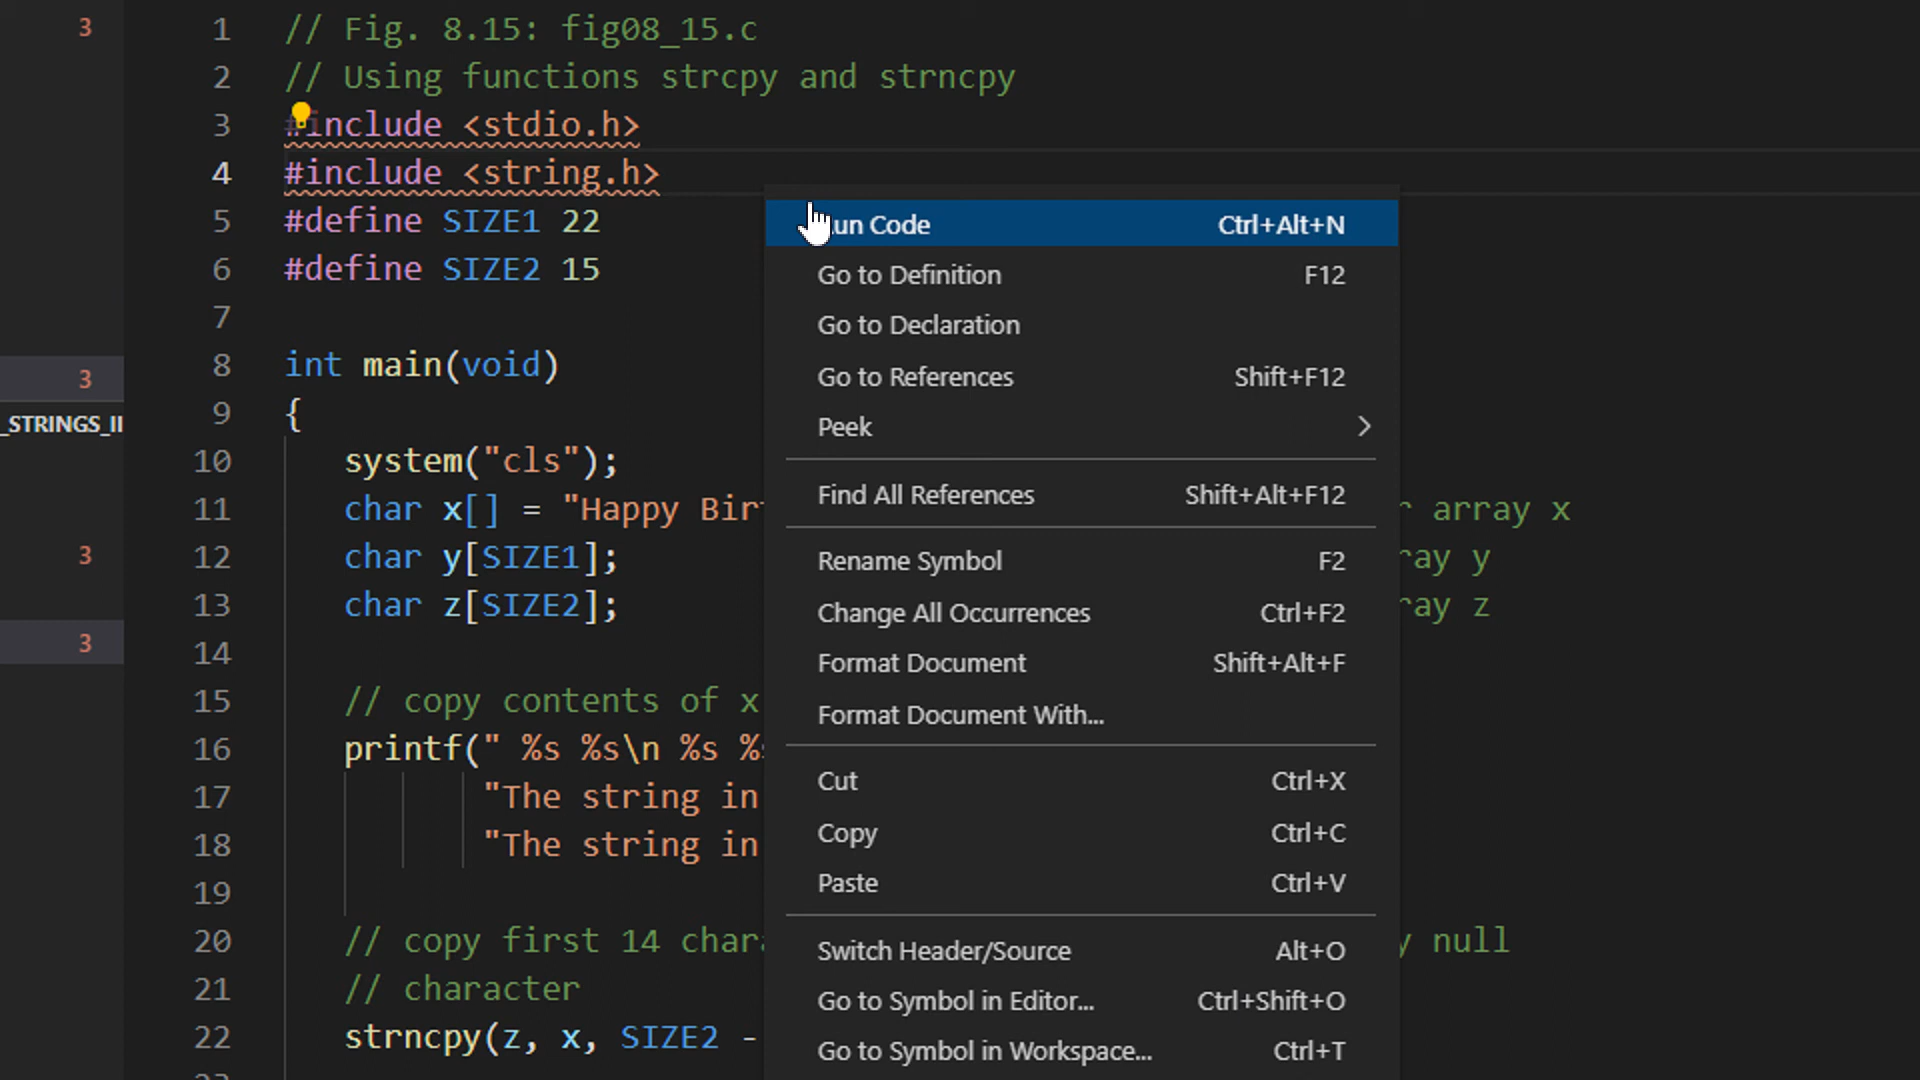 3
3
_STRINGS_II
3
3
1 // Fig. 8.15: fig08_15.c
2 // Using functions strcpy and strncpy
3 #include <stdio.h>
4 #include <string.h>
5 #define SIZE1 22
6 #define SIZE2 15
7
8 int main(void)
9 {
10 system("cls");
11 char x[] = "Happy Bir array x
12 char y[SIZE1]; ray y
13 char z[SIZE2]; ray z
14
15 // copy contents of x
16 printf(" %s %s\n %s %
17 "The string in
18 "The string in
19
20 // copy first 14 char null
21 // character
22 strncpy(z, x, SIZE2 -
un Code Ctrl+Alt+N
Go to Definition F12
Go to Declaration
Go to References Shift+F12
Peek
Find All References Shift+Alt+F12
Rename Symbol F2
Change All Occurrences Ctrl+F2
Format Document Shift+Alt+F
Format Document With...
Cut Ctrl+X
Copy Ctrl+C
Paste Ctrl+V
Switch Header/Source Alt+O
Go to Symbol in Editor... Ctrl+Shift+O
Go to Symbol in Workspace... Ctrl+T